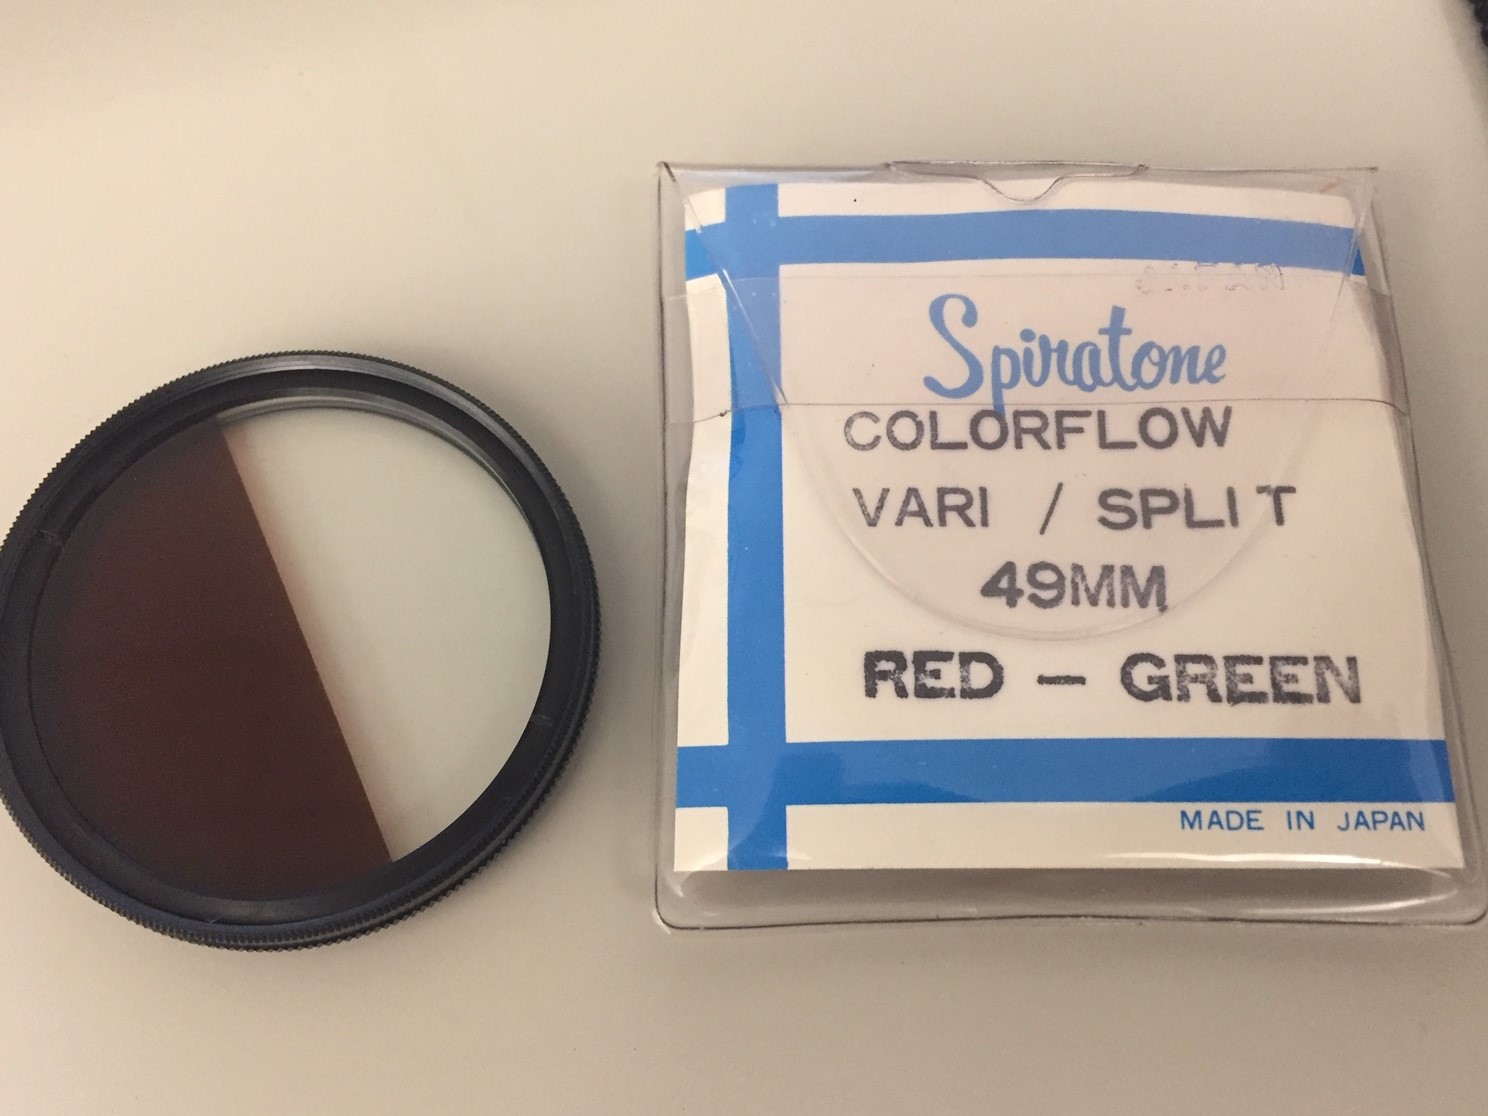 Spiratone
COLORFLOW
VARI / SPLIT
49MM
RED - GREEN
MADE IN JAPAN